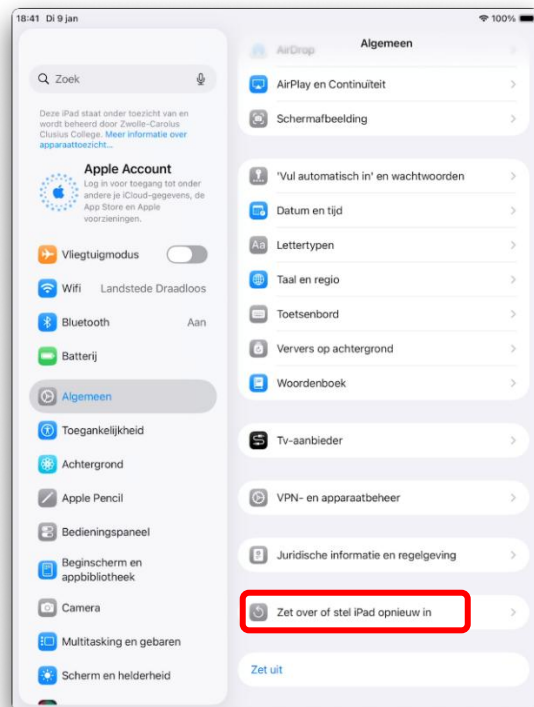 18:41 Di 9 jan
100%
Zoek
Deze iPad staat onder toezicht van en
wordt beheerd door Zwolle-Carolus
Clusius College. Meer informatie over
apparaattoezicht...
Apple Account
Log in voor toegang tot onder
andere je iCloud-gegevens, de
App Store en Apple
voorzieningen.
Vliegtuigmodus
Wifi Landstede Draadloos
Bluetooth Aan
Batterij
Algemeen
Toegankelijkheid
Achtergrond
Apple Pencil
Bedieningspaneel
Beginscherm en
appbibliotheek
Camera
Multitasking en gebaren
Scherm en helderheid
Algemeen
AirDrop
AirPlay en Continuïteit
Schermafbeelding
'Vul automatisch in' en wachtwoorden
Datum en tijd
Aa Lettertypen
Taal en regio
Toetsenbord
Ververs op achtergrond
Woordenboek
Tv-aanbieder
VPN- en apparaatbeheer
Juridische informatie en regelgeving
Zet over of stel iPad opnieuw in
Zet uit